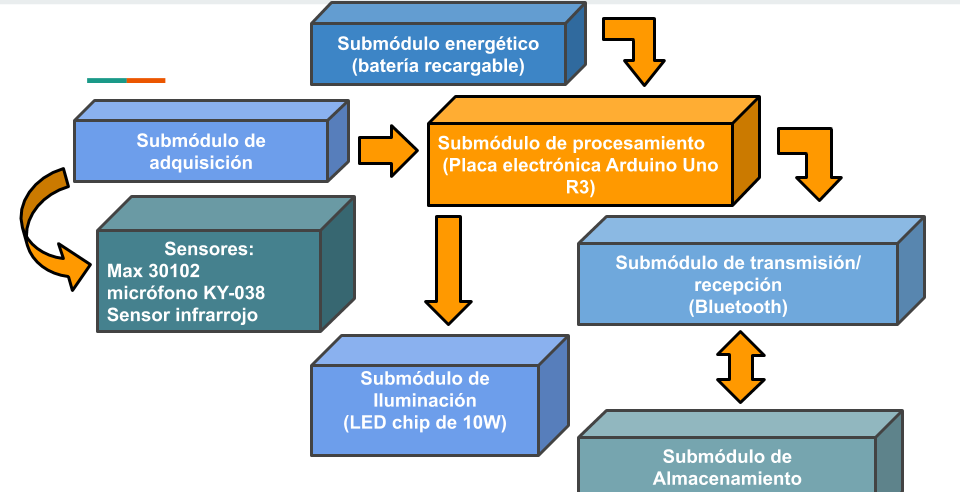 Submódulo energético
(batería recargable)
Submódulo de
adquisición
Submódulo de procesamiento
(Placa electrónica Arduino Uno
R3)
Sensores:
Max 30102
micrófono KY-038
Sensor infrarrojo
Submódulo de transmisión/
recepción
(Bluetooth)
Submódulo de
Iluminación
(LED chip de 10W)
Submódulo de
Almacenamiento